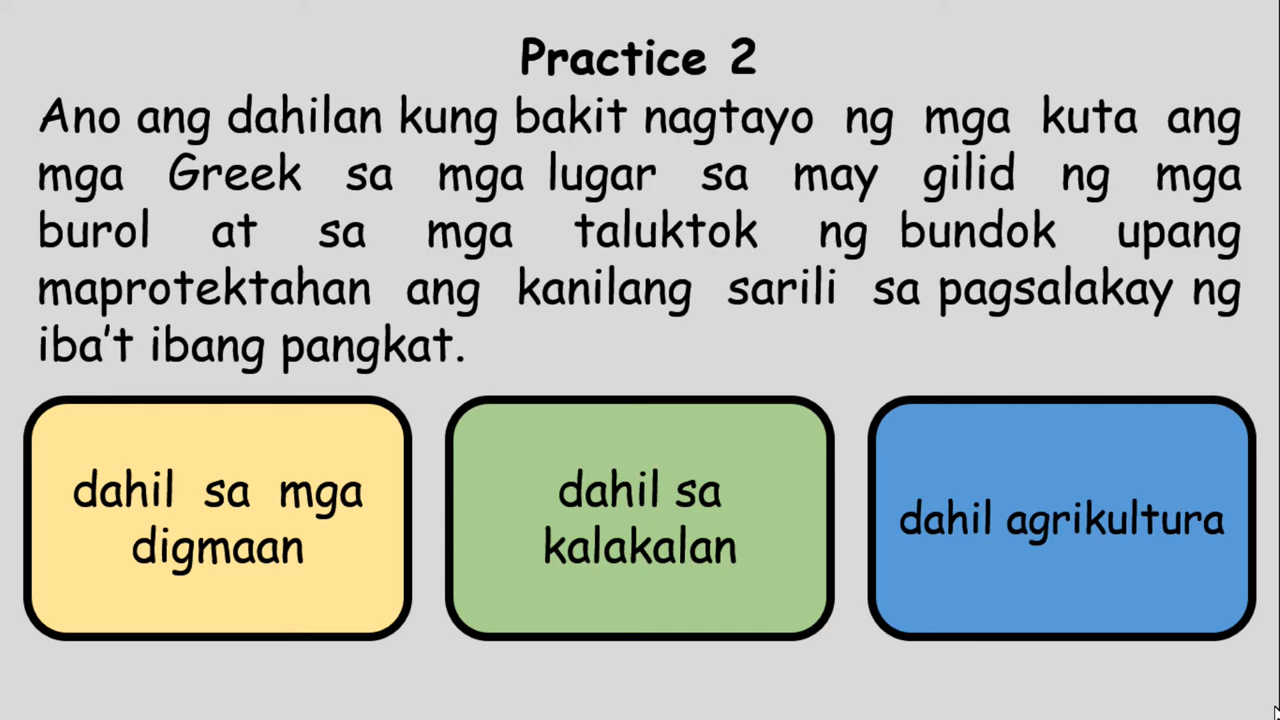 Practice 2
Ano ang dahilan kung bakit nagtayo ng mga kuta ang
mga Greek sa mga lugar sa may gilid ng mga
burol at sa mga taluktok ng bundok upang
maprotektahan ang kanilang sarili sa pagsalakay ng
iba't ibang pangkat.
dahil sa mga
digmaan
dahil sa
kalakalan
dahil agrikultura